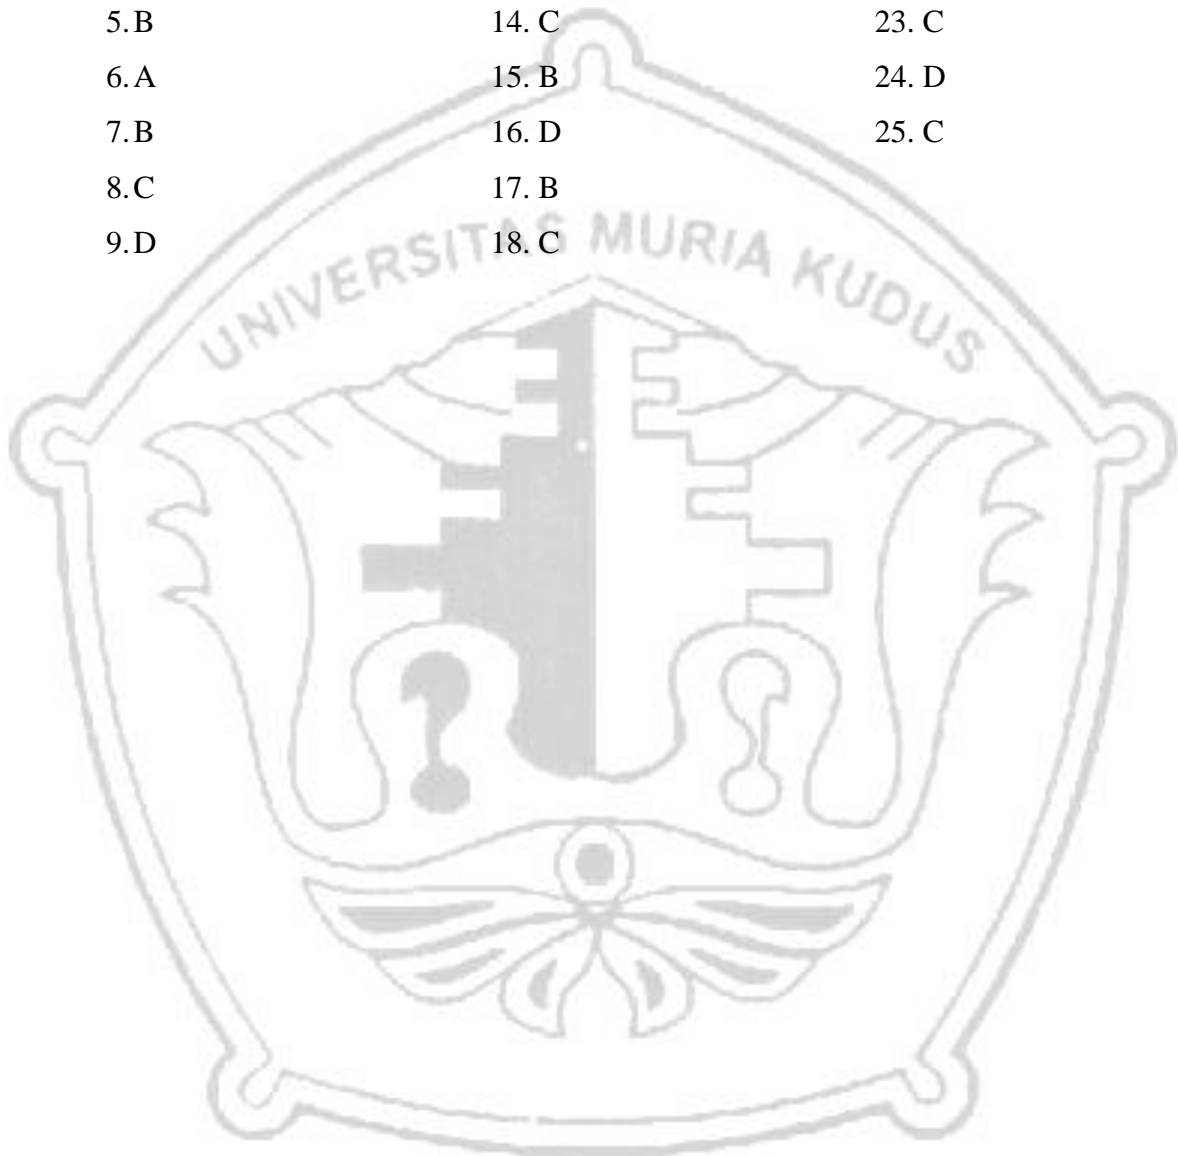 5. B 14. C 23. C
6. A 15. B 24. D
7. B 16. D 25. C
8. C 17. B
9. D 18. C
UNIVERSITAS MURIA KUDUS